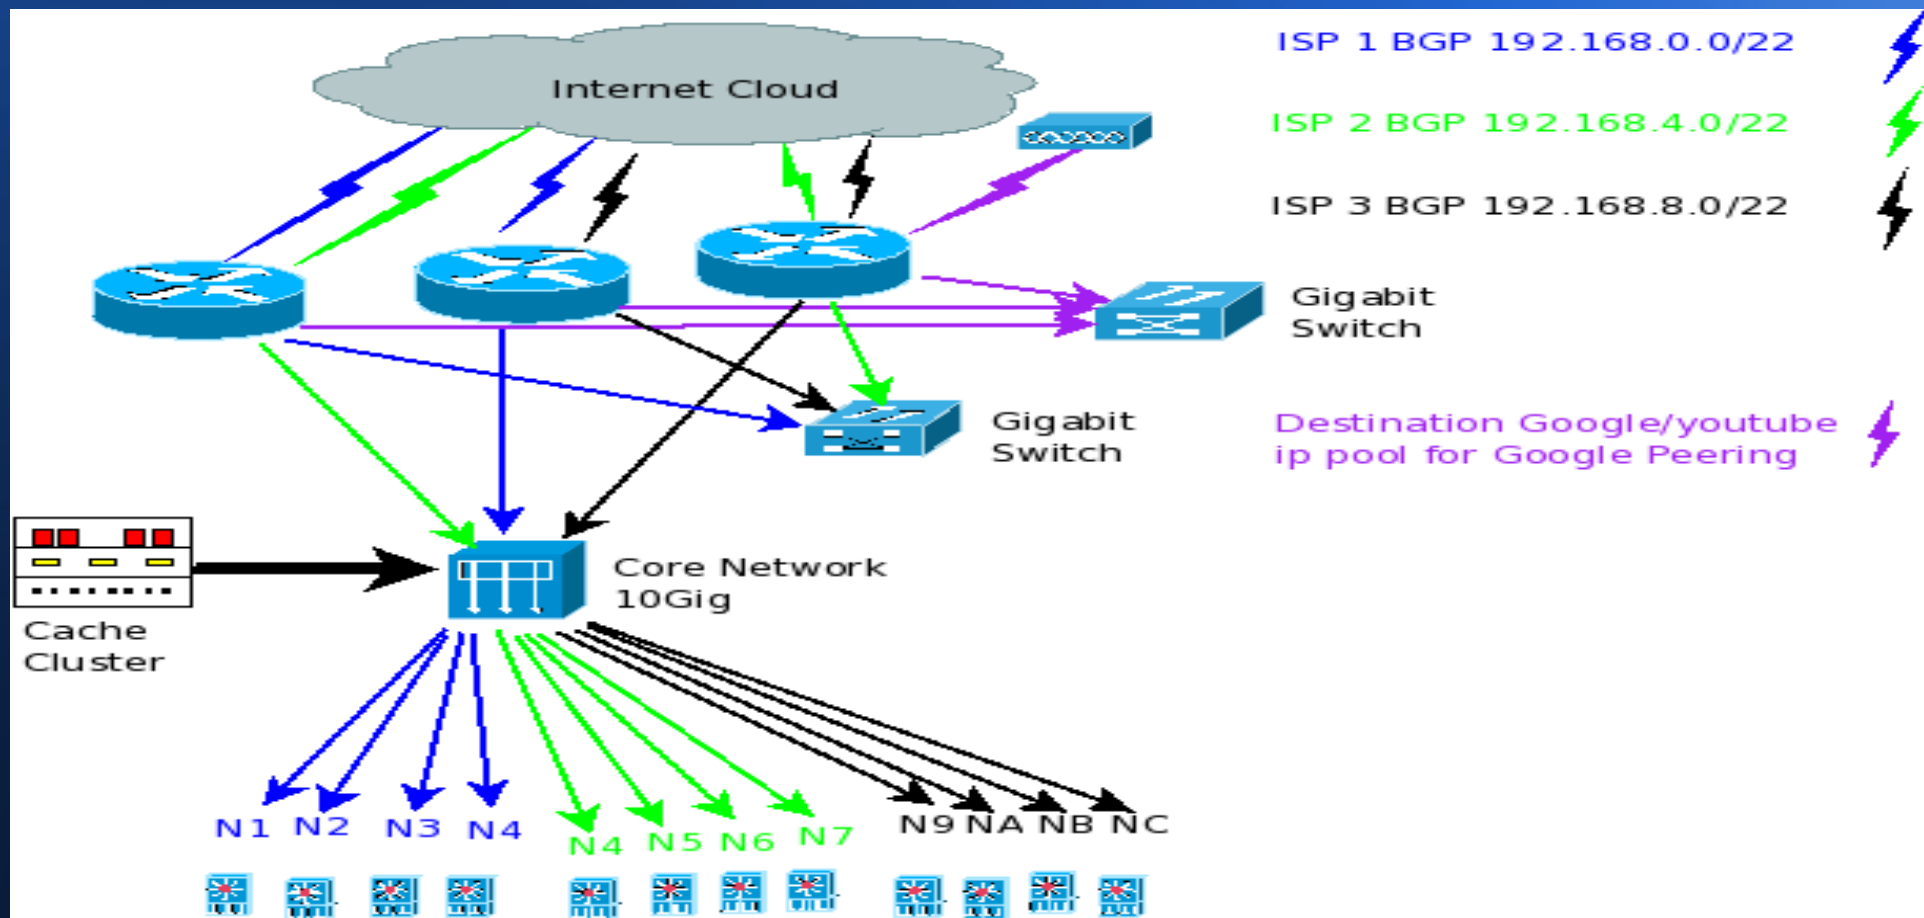 Internet Cloud
ISP 1 BGP 192.168.0.0/22
ISP 2 BGP 192.168.4.0/22
ISP 3 BGP 192.168.8.0/22
Gigabit
Switch
Gigabit
Switch
Destination Google/youtube
ip pool for Google Peering
Core Network
10Gig
Cache
Cluster
N1 N2 N3 N4 N4 N5 N6 N7 N9 NA NB NC